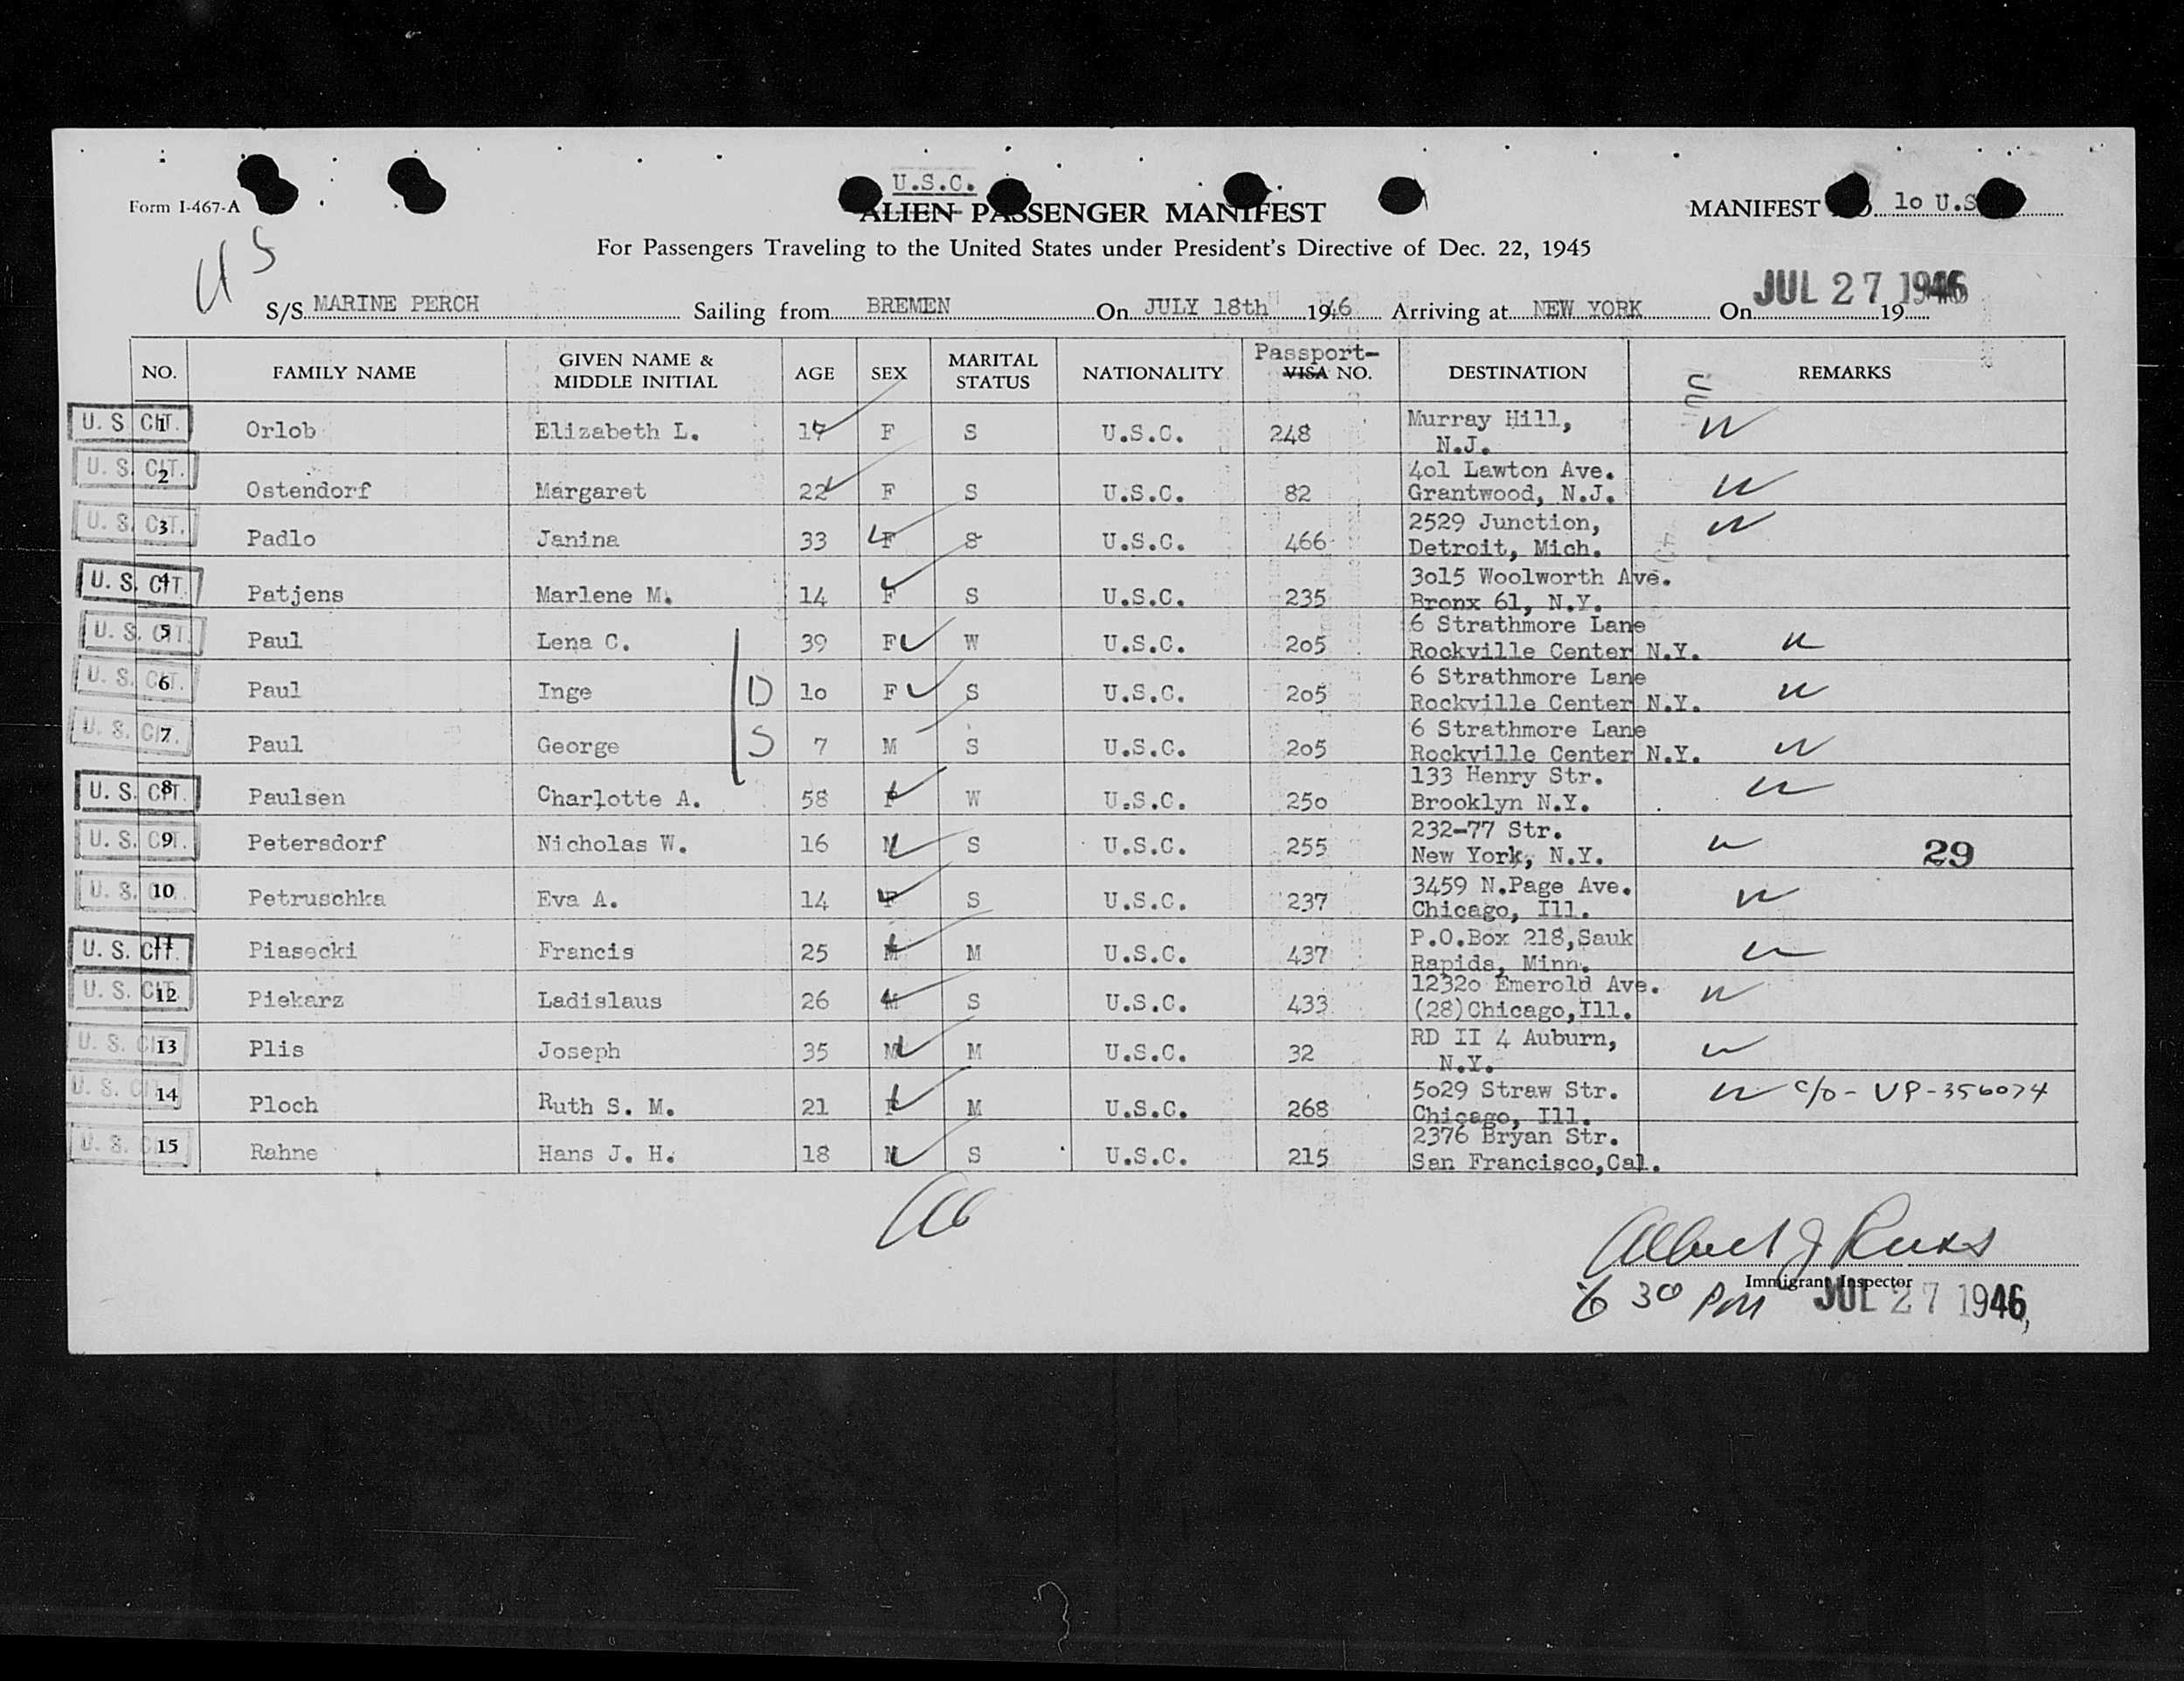 U.S.C.
Form I-467-A ALIEN PASSENGER MANIFEST MANIFEST 10 U.S
For Passengers Traveling to the United States under President's Directive of Dec. 22, 1945
US
S/S MARINE PERCH Sailing from BREMEN On JULY 18th 1946 Arriving at NEW YORK On JUL 27 1946 19
NO. FAMILY NAME GIVEN NAME & MIDDLE INITIAL AGE SEX MARITAL STATUS NATIONALITY Passport- VISA NO. DESTINATION REMARKS
U. S. CIT. 1 Orlob Elizabeth L. 17 F S U.S.C. 248 Murray Hill, N.J.
U. S. CIT. 2 Ostendorf Margaret 22 F S U.S.C. 82 4o1 Lawton Ave. Grantwood, N.J.
U. S. CIT. 3 Padlo Janina 33 F S U.S.C. 466 2529 Junction, Detroit, Mich.
U. S. CIT. 4 Patjens Marlene M. 14 F S U.S.C. 235 3o15 Woolworth Ave. Bronx 61, N.Y.
U. S. CIT. 5 Paul Lena C. 39 F W U.S.C. 2o5 6 Strathmore Lane Rockville Center N.Y.
U. S. CIT. 6 Paul Inge D 1o F S U.S.C. 2o5 6 Strathmore Lane Rockville Center N.Y.
U. S. CIT. 7 Paul George S 7 M S U.S.C. 2o5 6 Strathmore Lane Rockville Center N.Y.
U. S. CIT. 8 Paulsen Charlotte A. 58 F W U.S.C. 25o 133 Henry Str. Brooklyn N.Y.
U. S. CIT. 9 Petersdorf Nicholas W. 16 M S U.S.C. 255 232-77 Str. New York, N.Y. 29
U. S. CIT. 10 Petruschka Eva A. 14 F S U.S.C. 237 3459 N.Page Ave. Chicago, Ill.
U. S. CIT. 11 Piasecki Francis 25 M M U.S.C. 437 P.O.Box 218,Sauk Rapids, Minn.
U. S. CIT. 12 Piekarz Ladislaus 26 M S U.S.C. 433 1232o Emerold Ave. (28)Chicago,Ill.
U. S. CIT. 13 Plis Joseph 35 M M U.S.C. 32 RD II 4 Auburn, N.Y.
U. S. CIT. 14 Ploch Ruth S. M. 21 F M U.S.C. 268 5o29 Straw Str. Chicago, Ill. c/o - VP-356074
U. S. CIT. 15 Rahne Hans J. H. 18 M S U.S.C. 215 2376 Bryan Str. San Francisco,Cal.
Albert J
Immigrant Inspector
6 30 PM JUL 27 1946